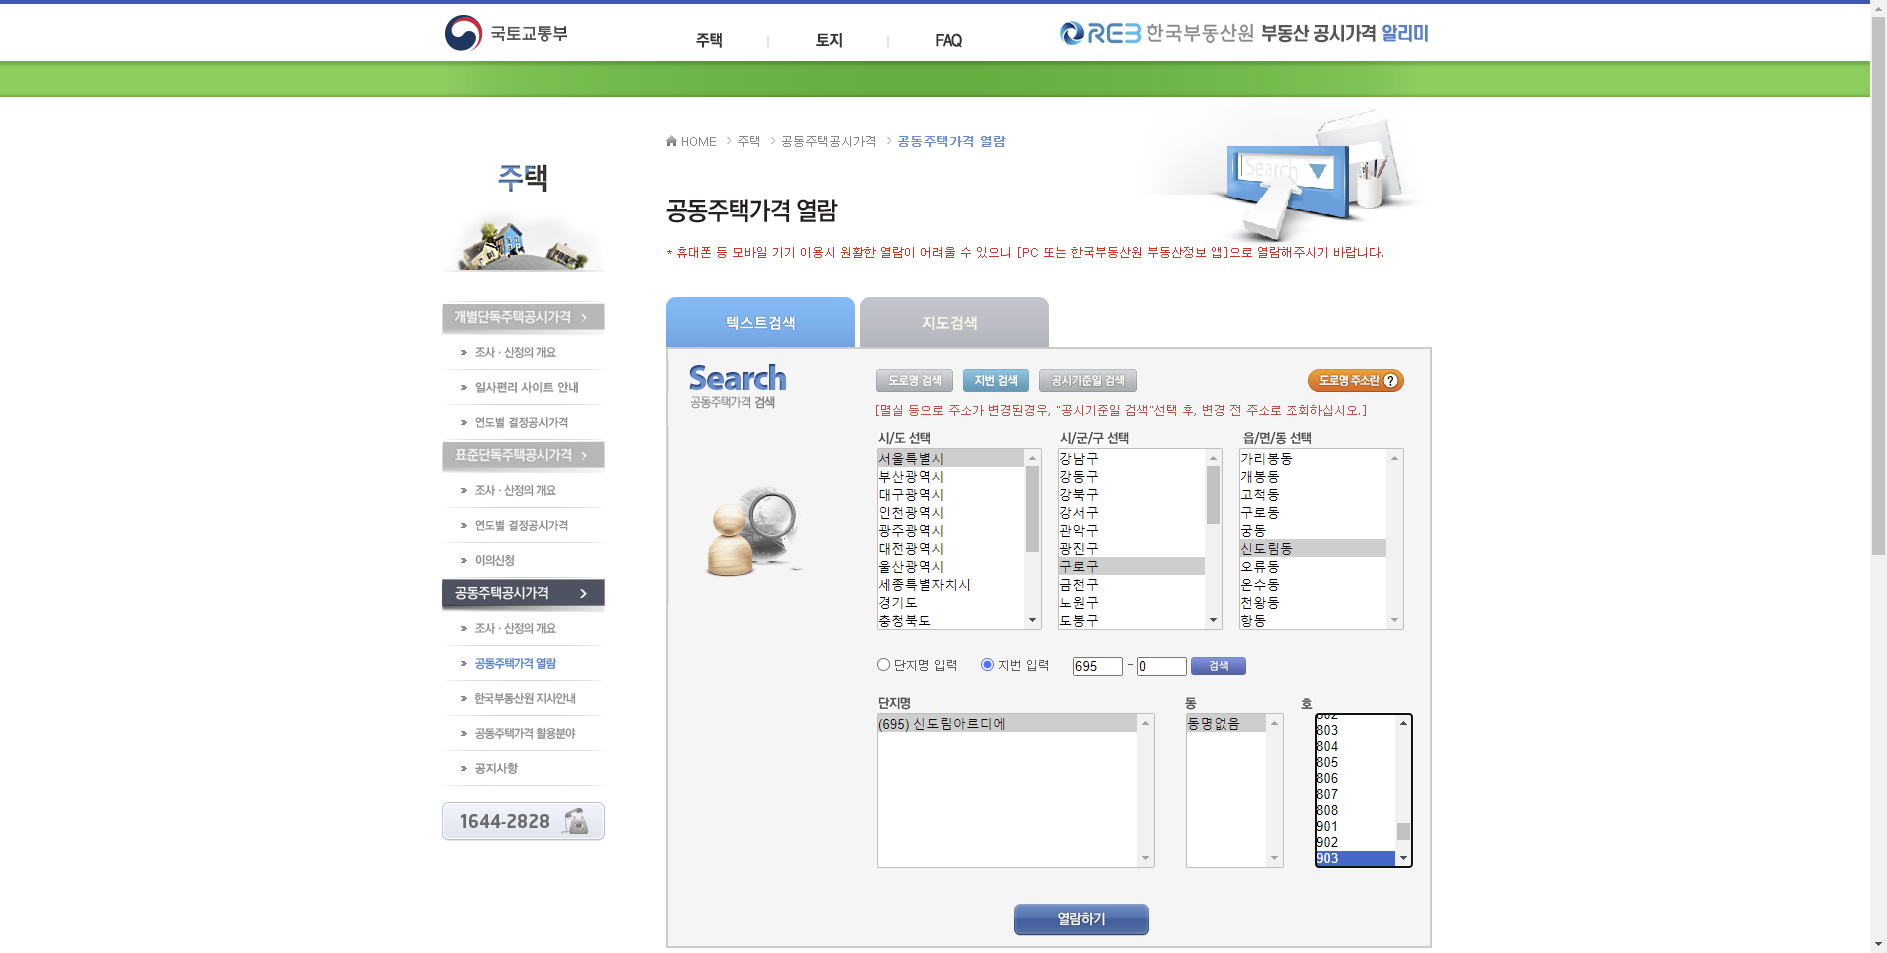 국토교통부
주택
토지
FAQ
REB 한국부동산원 부동산 공시가격 알리미
HOME > 주택 > 공동주택공시가격 > 공동주택가격 열람
Search
주택
공동주택가격 열람
* 휴대폰 등 모바일 기기 이용시 원활한 열람이 어려울 수 있으니 [PC 또는 한국부동산원 부동산정보 앱]으로 열람해주시기 바랍니다.
개별단독주택공시가격 >
» 조사 · 산정의 개요
» 일사편리 사이트 안내
» 연도별 결정공시가격
표준단독주택공시가격 >
» 조사 · 산정의 개요
» 연도별 결정공시가격
» 이의신청
공동주택공시가격 >
» 조사 · 산정의 개요
» 공동주택가격 열람
» 한국부동산원 지사안내
» 공동주택가격 활용분야
» 공지사항
1644-2828
텍스트검색
지도검색
Search
공동주택가격 검색
도로명 검색
지번 검색
공시기준일 검색
도로명 주소란 ?
[멸실 등으로 주소가 변경된경우, "공시기준일 검색"선택 후, 변경 전 주소로 조회하십시오.]
시/도 선택
서울특별시
부산광역시
대구광역시
인천광역시
광주광역시
대전광역시
울산광역시
세종특별자치시
경기도
충청북도
시/군/구 선택
강남구
강동구
강북구
강서구
관악구
광진구
구로구
금천구
노원구
도봉구
읍/면/동 선택
가리봉동
개봉동
고척동
구로동
궁동
신도림동
오류동
온수동
천왕동
항동
단지명 입력
지번 입력
695 - 0
검색
단지명
(695) 신도림아르디에
동
동명없음
호
802
803
804
805
806
807
808
901
902
903
열람하기